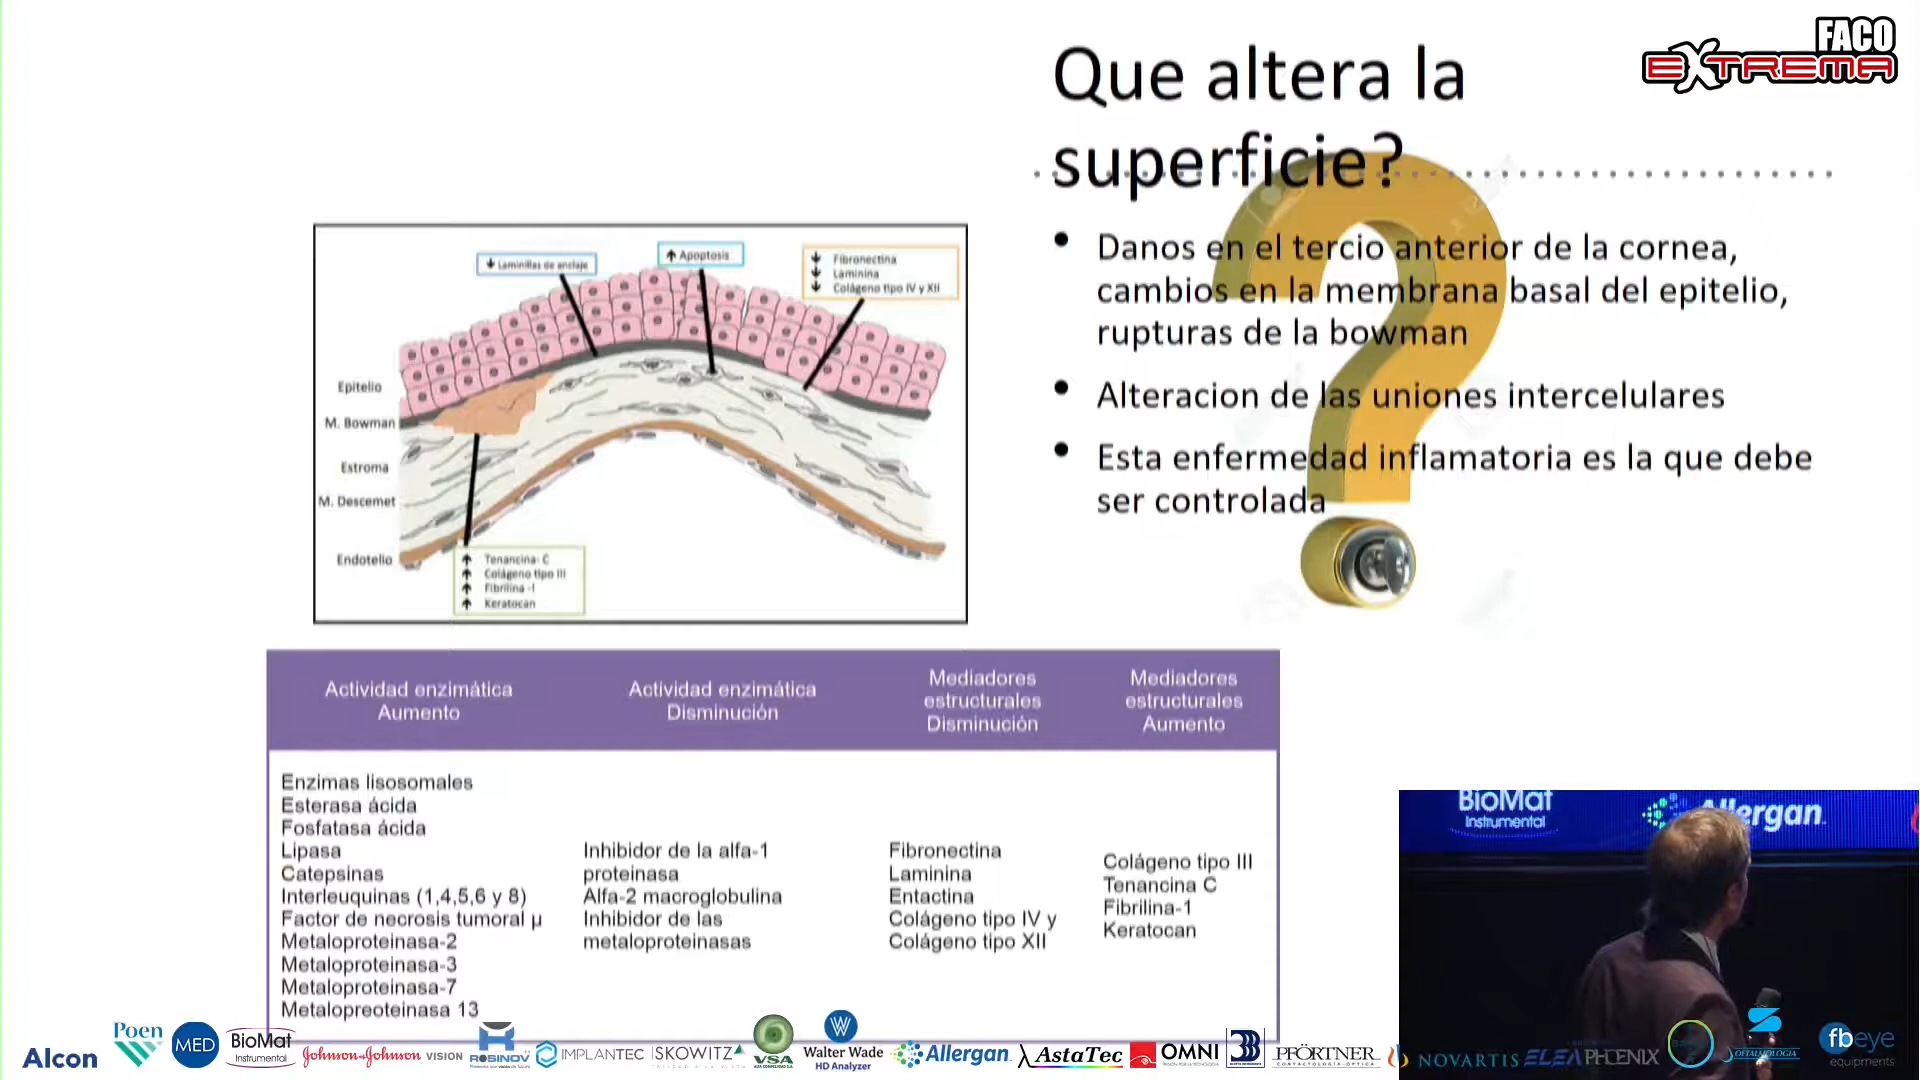 FACO
EXTREMA
Que altera la
superficie?
• Danos en el tercio anterior de la cornea,
cambios en la membrana basal del epitelio,
rupturas de la bowman
• Alteracion de las uniones intercelulares
• Esta enfermedad inflamatoria es la que debe
ser controlada
Laminillas de anclaje
Apoptosis
Fibronectina
Laminina
Colágeno tipo IV y XII
Epitelio
M. Bowman
Estroma
M. Descemet
Endotelio
Tenancina- C
Colágeno tipo III
Fibrilina -I
Keratocan
Actividad enzimática
Aumento
Actividad enzimática
Disminución
Mediadores
estructurales
Disminución
Mediadores
estructurales
Aumento
Enzimas lisosomales
Esterasa ácida
Fosfatasa ácida
Lipasa
Catepsinas
Interleuquinas (1,4,5,6 y 8)
Factor de necrosis tumoral µ
Metaloproteinasa-2
Metaloproteinasa-3
Metaloproteinasa-7
Metalopreoteinasa 13
Inhibidor de la alfa-1
proteinasa
Alfa-2 macroglobulina
Inhibidor de las
metaloproteinasas
Fibronectina
Laminina
Entactina
Colágeno tipo IV y
Colágeno tipo XII
Colágeno tipo III
Tenancina C
Fibrilina-1
Keratocan
BioMat
Instrumental
Allergan
Alcon
Poen
MED
BioMat
Instrumental
Johnson & Johnson VISION
ROSINOV
IMPLANTEC
SKOWITZ
VSA
Walter Wade
HD Analyzer
Allergan
AstaTec
OMNI
PFÖRTNER
CONTACTOLOGIA-OPTICA
NOVARTIS
ELEA PHOENIX
OFTALMOLOGIA
fbeye
equipments